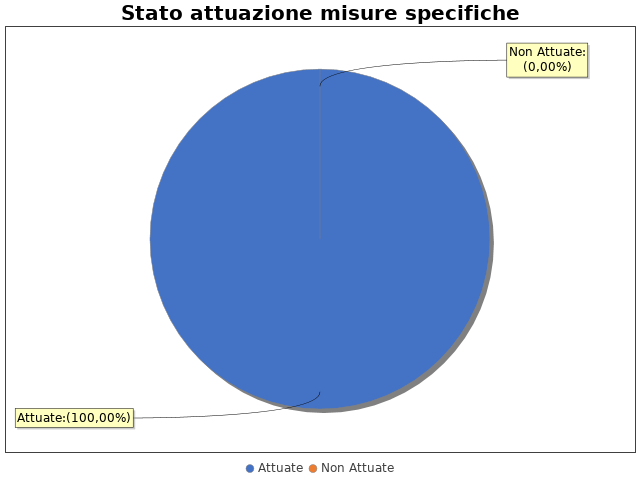 Stato attuazione misure specifiche
Non Attuate:
(0,00%)
Attuate:(100,00%)
Attuate
Non Attuate